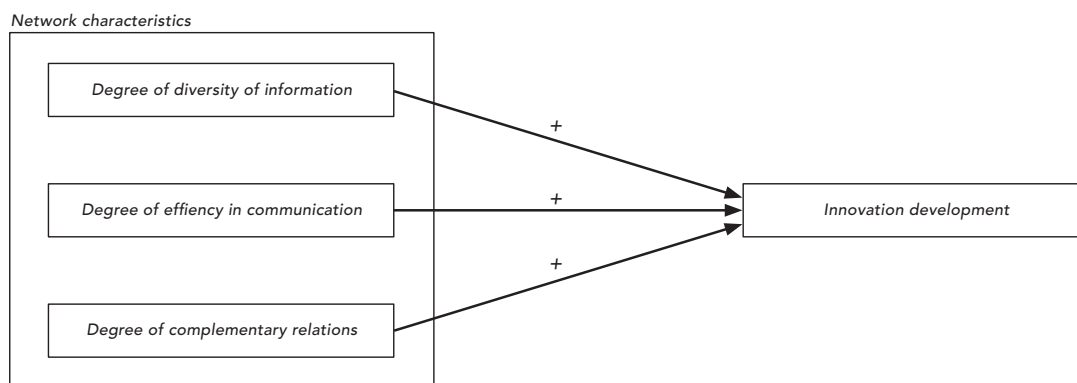 Network characteristics
Degree of diversity of information
+
Degree of effiency in communication
+
Innovation development
+
Degree of complementary relations